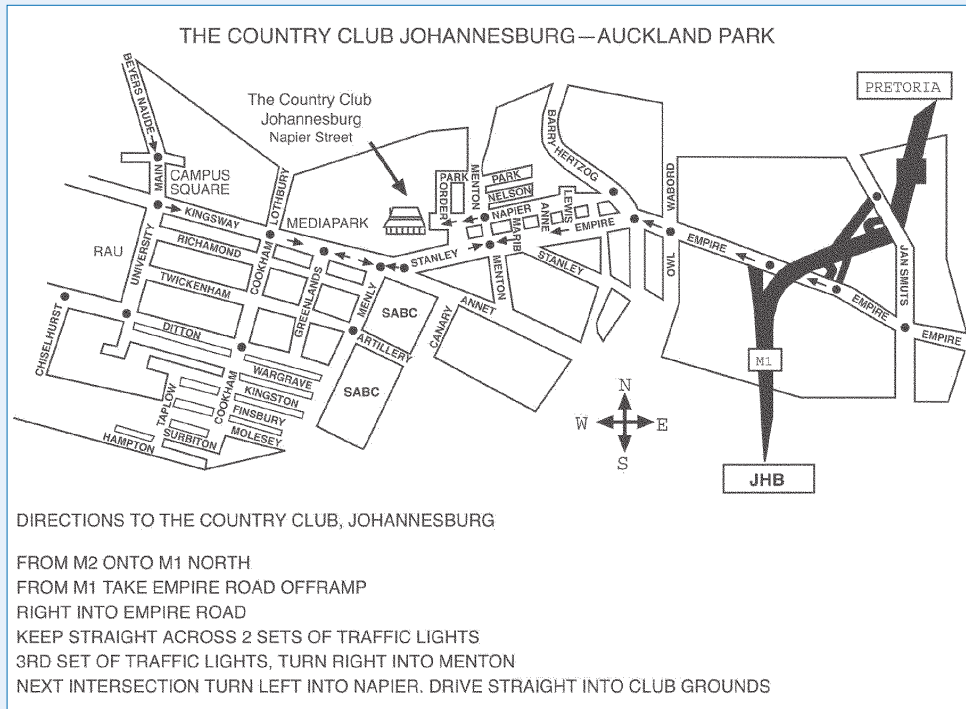 THE COUNTRY CLUB JOHANNESBURG—AUCKLAND PARK
PRETORIA
BEYERS NAUDE
The Country Club
Johannesburg
Napier Street
BARRY HERTZOG
MAIN
CAMPUS
SQUARE
LOTHBURY
PARK
ORDER
MENTON
PARK
NELSON
NAPIER
ANNE
LEWIS
EMPIRE
WABORD
KINGSWAY
MEDIAPARK
STANLEY
MARIB
STANLEY
MENTON
OWL
EMPIRE
JAN SMUTS
RAU
UNIVERSITY
RICHAMOND
COOKHAM
TWICKENHAM
GREENLANDS
MENLY
SABC
CANARY
ANNET
EMPIRE
EMPIRE
CHISELHURST
DITTON
ARTILLERY
M1
WARGRAVE
KINGSTON
FINSBURY
MOLESEY
COOKHAM
TAPLOW
SURBITON
HAMPTON
SABC
N
W
E
S
JHB
DIRECTIONS TO THE COUNTRY CLUB, JOHANNESBURG
FROM M2 ONTO M1 NORTH
FROM M1 TAKE EMPIRE ROAD OFFRAMP
RIGHT INTO EMPIRE ROAD
KEEP STRAIGHT ACROSS 2 SETS OF TRAFFIC LIGHTS
3RD SET OF TRAFFIC LIGHTS, TURN RIGHT INTO MENTON
NEXT INTERSECTION TURN LEFT INTO NAPIER. DRIVE STRAIGHT INTO CLUB GROUNDS